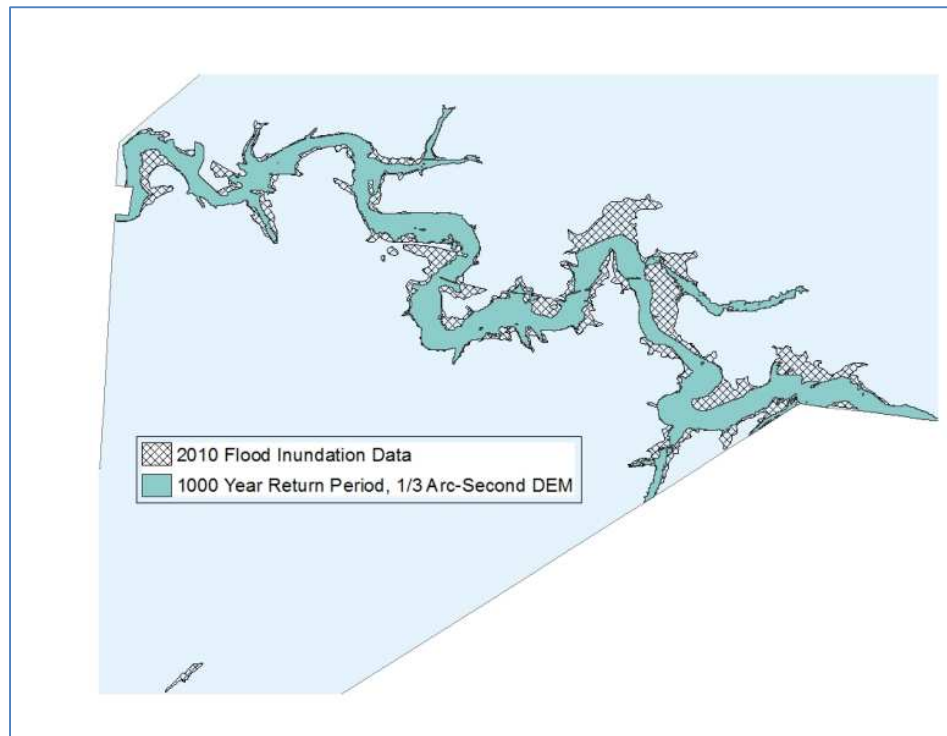 2010 Flood Inundation Data
1000 Year Return Period, 1/3 Arc-Second DEM